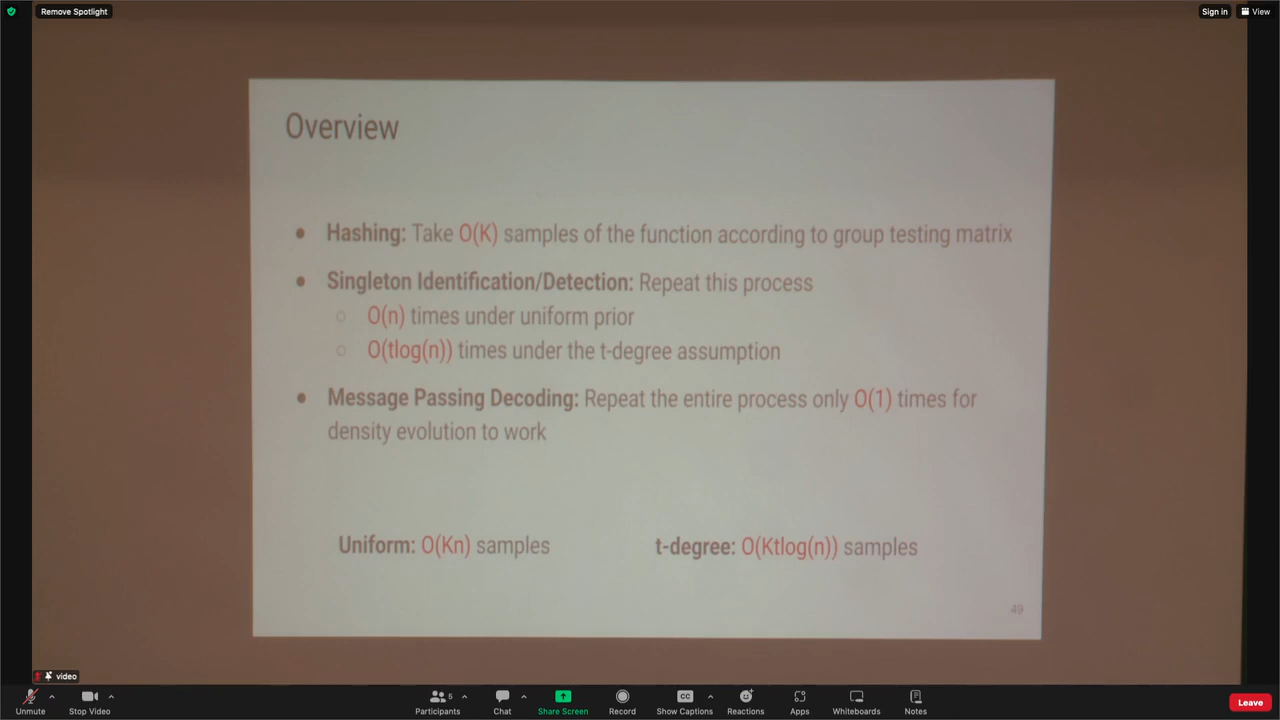 Remove Spotlight
Sign in
View
Overview
Hashing: Take O(K) samples of the function according to group testing matrix
Singleton Identification/Detection: Repeat this process
O(n) times under uniform prior
O(tlog(n)) times under the t-degree assumption
Message Passing Decoding: Repeat the entire process only O(1) times for
density evolution to work
Uniform: O(Kn) samples
t-degree: O(Ktlog(n)) samples
49
video
Unmute
Stop Video
5
Participants
Chat
Share Screen
Record
CC
Show Captions
Reactions
Apps
Whiteboards
Notes
Leave